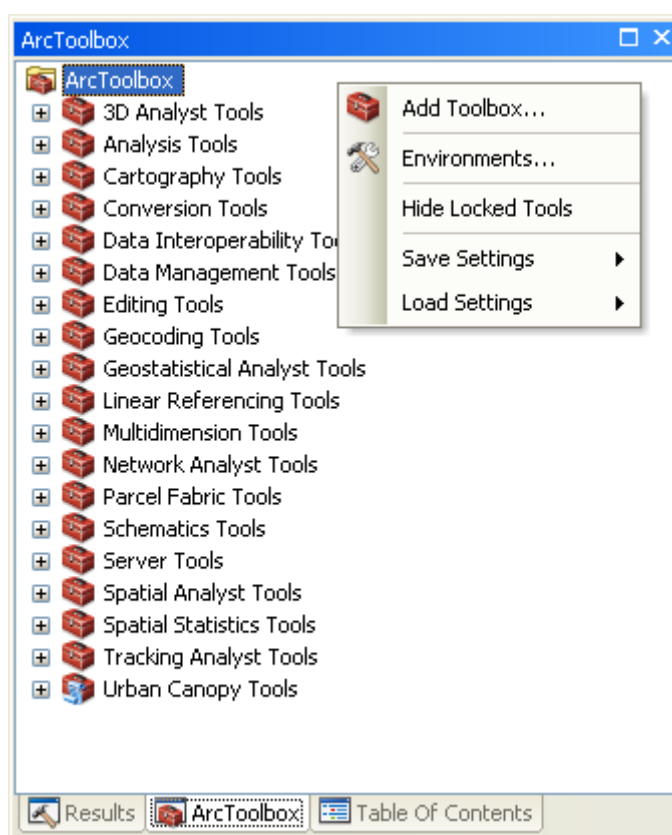 ArcToolbox
ArcToolbox
3D Analyst Tools
Analysis Tools
Cartography Tools
Conversion Tools
Data Interoperability To
Data Management Tools
Editing Tools
Geocoding Tools
Geostatistical Analyst Tools
Linear Referencing Tools
Multidimension Tools
Network Analyst Tools
Parcel Fabric Tools
Schematics Tools
Server Tools
Spatial Analyst Tools
Spatial Statistics Tools
Tracking Analyst Tools
Urban Canopy Tools
Add Toolbox...
Environments...
Hide Locked Tools
Save Settings
Load Settings
Results ArcToolbox Table Of Contents